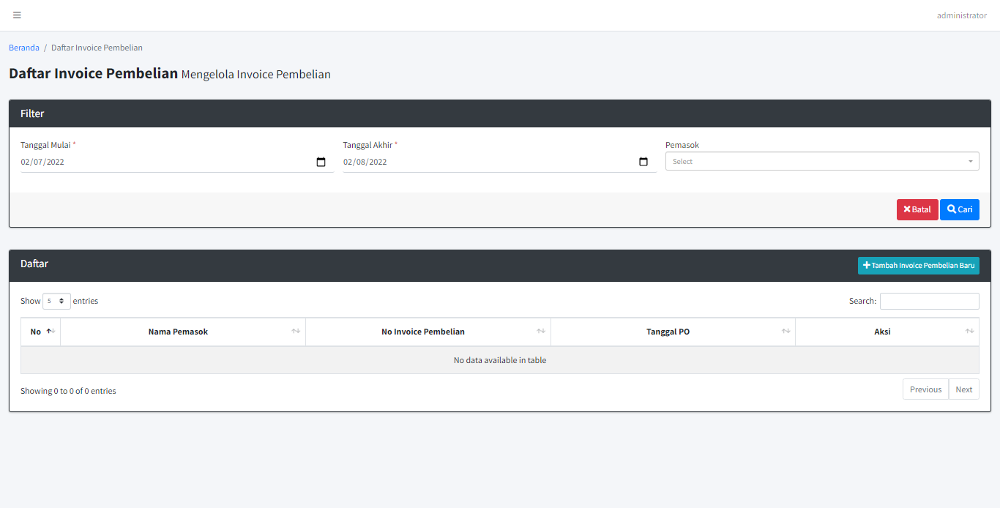 administrator
Beranda / Daftar Invoice Pembelian
Daftar Invoice Pembelian Mengelola Invoice Pembelian
Filter
Tanggal Mulai * Tanggal Akhir * Pemasok
02/07/2022 02/08/2022 Select
Batal Cari
Daftar Tambah Invoice Pembelian Baru
Show 5 entries Search:
No Nama Pemasok No Invoice Pembelian Tanggal PO Aksi
No data available in table
Showing 0 to 0 of 0 entries Previous Next